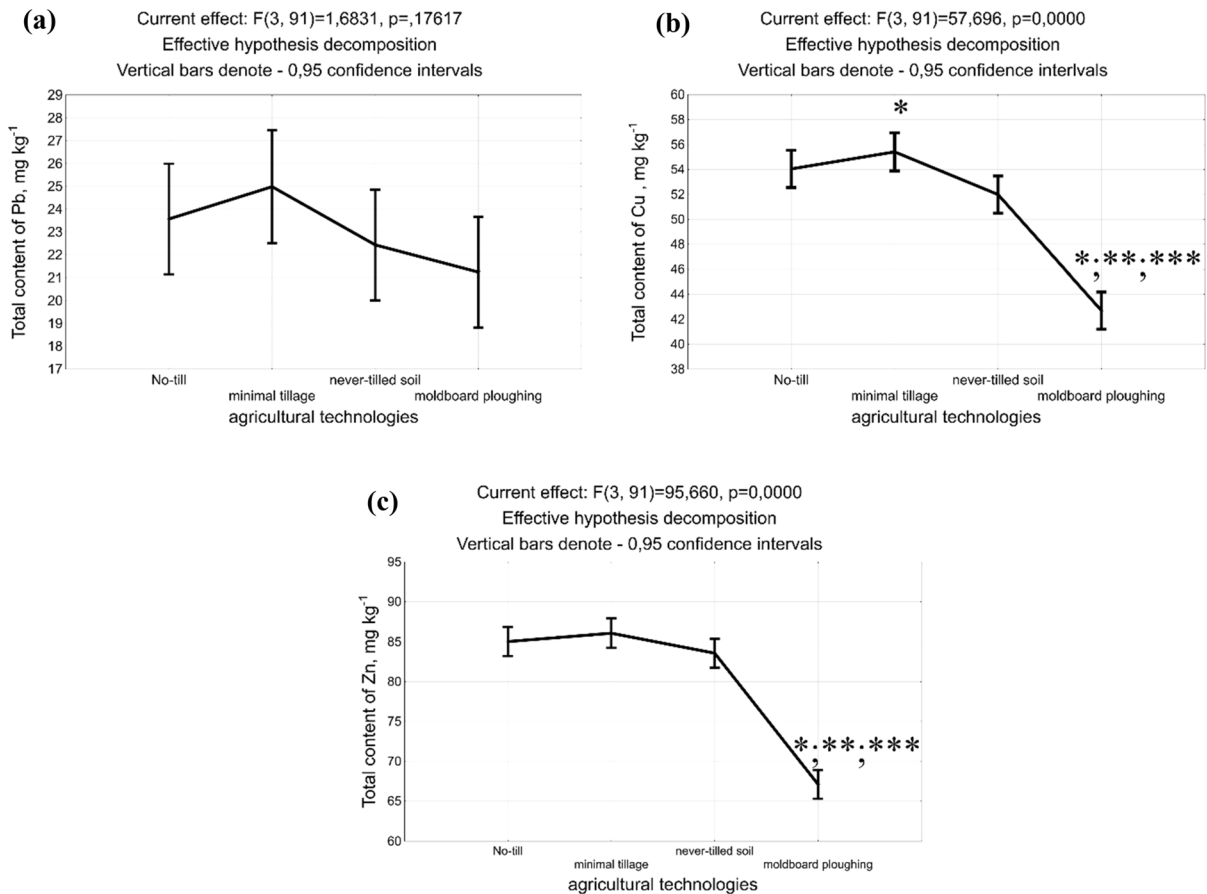 (a)
Current effect: F(3, 91)=1,6831, p=,17617
Effective hypothesis decomposition
Vertical bars denote - 0,95 confidence intervals
Total content of Pb, mg kg-1
29
28
27
26
25
24
23
22
21
20
19
18
17
No-till
minimal tillage
never-tilled soil
moldboard ploughing
agricultural technologies
(b)
Current effect: F(3, 91)=57,696, p=0,0000
Effective hypothesis decomposition
Vertical bars denote - 0,95 confidence interlvals
Total content of Cu , mg kg-1
60
58
56
54
52
50
48
46
44
42
40
38
*
*;**;***
No-till
minimal tillage
never-tilled soil
moldboard ploughing
agricultural technologies
(c)
Current effect: F(3, 91)=95,660, p=0,0000
Effective hypothesis decomposition
Vertical bars denote - 0,95 confidence intervals
Total content of Zn, mg kg-1
95
90
85
80
75
70
65
60
*;**;***
No-till
minimal tillage
never-tilled soil
moldboard ploughing
agricultural technologies